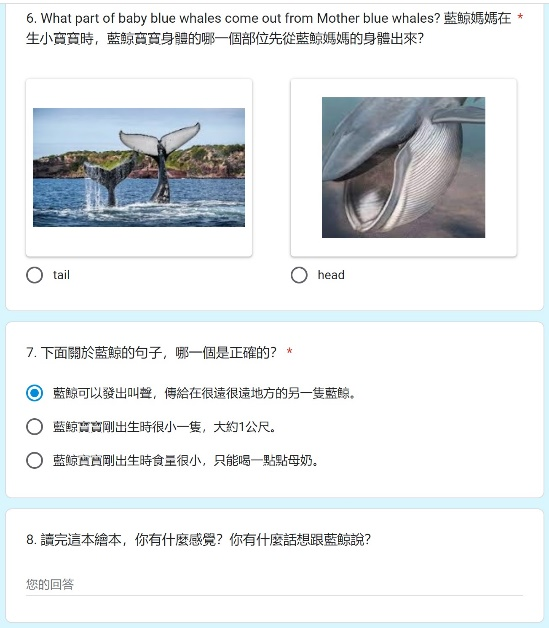 6. What part of baby blue whales come out from Mother blue whales? 藍鯨媽媽在 *
生小寶寶時，藍鯨寶寶身體的哪一個部位先從藍鯨媽媽的身體出來?
tail
head
7. 下面關於藍鯨的句子，哪一個是正確的? *
藍鯨可以發出叫聲，傳給在很遠很遠地方的另一隻藍鯨。
藍鯨寶寶剛出生時很小一隻，大約1公尺。
藍鯨寶寶剛出生時食量很小，只能喝一點點母奶。
8. 讀完這本繪本，你有什麼感覺? 你有什麼話想跟藍鯨說?
您的回答